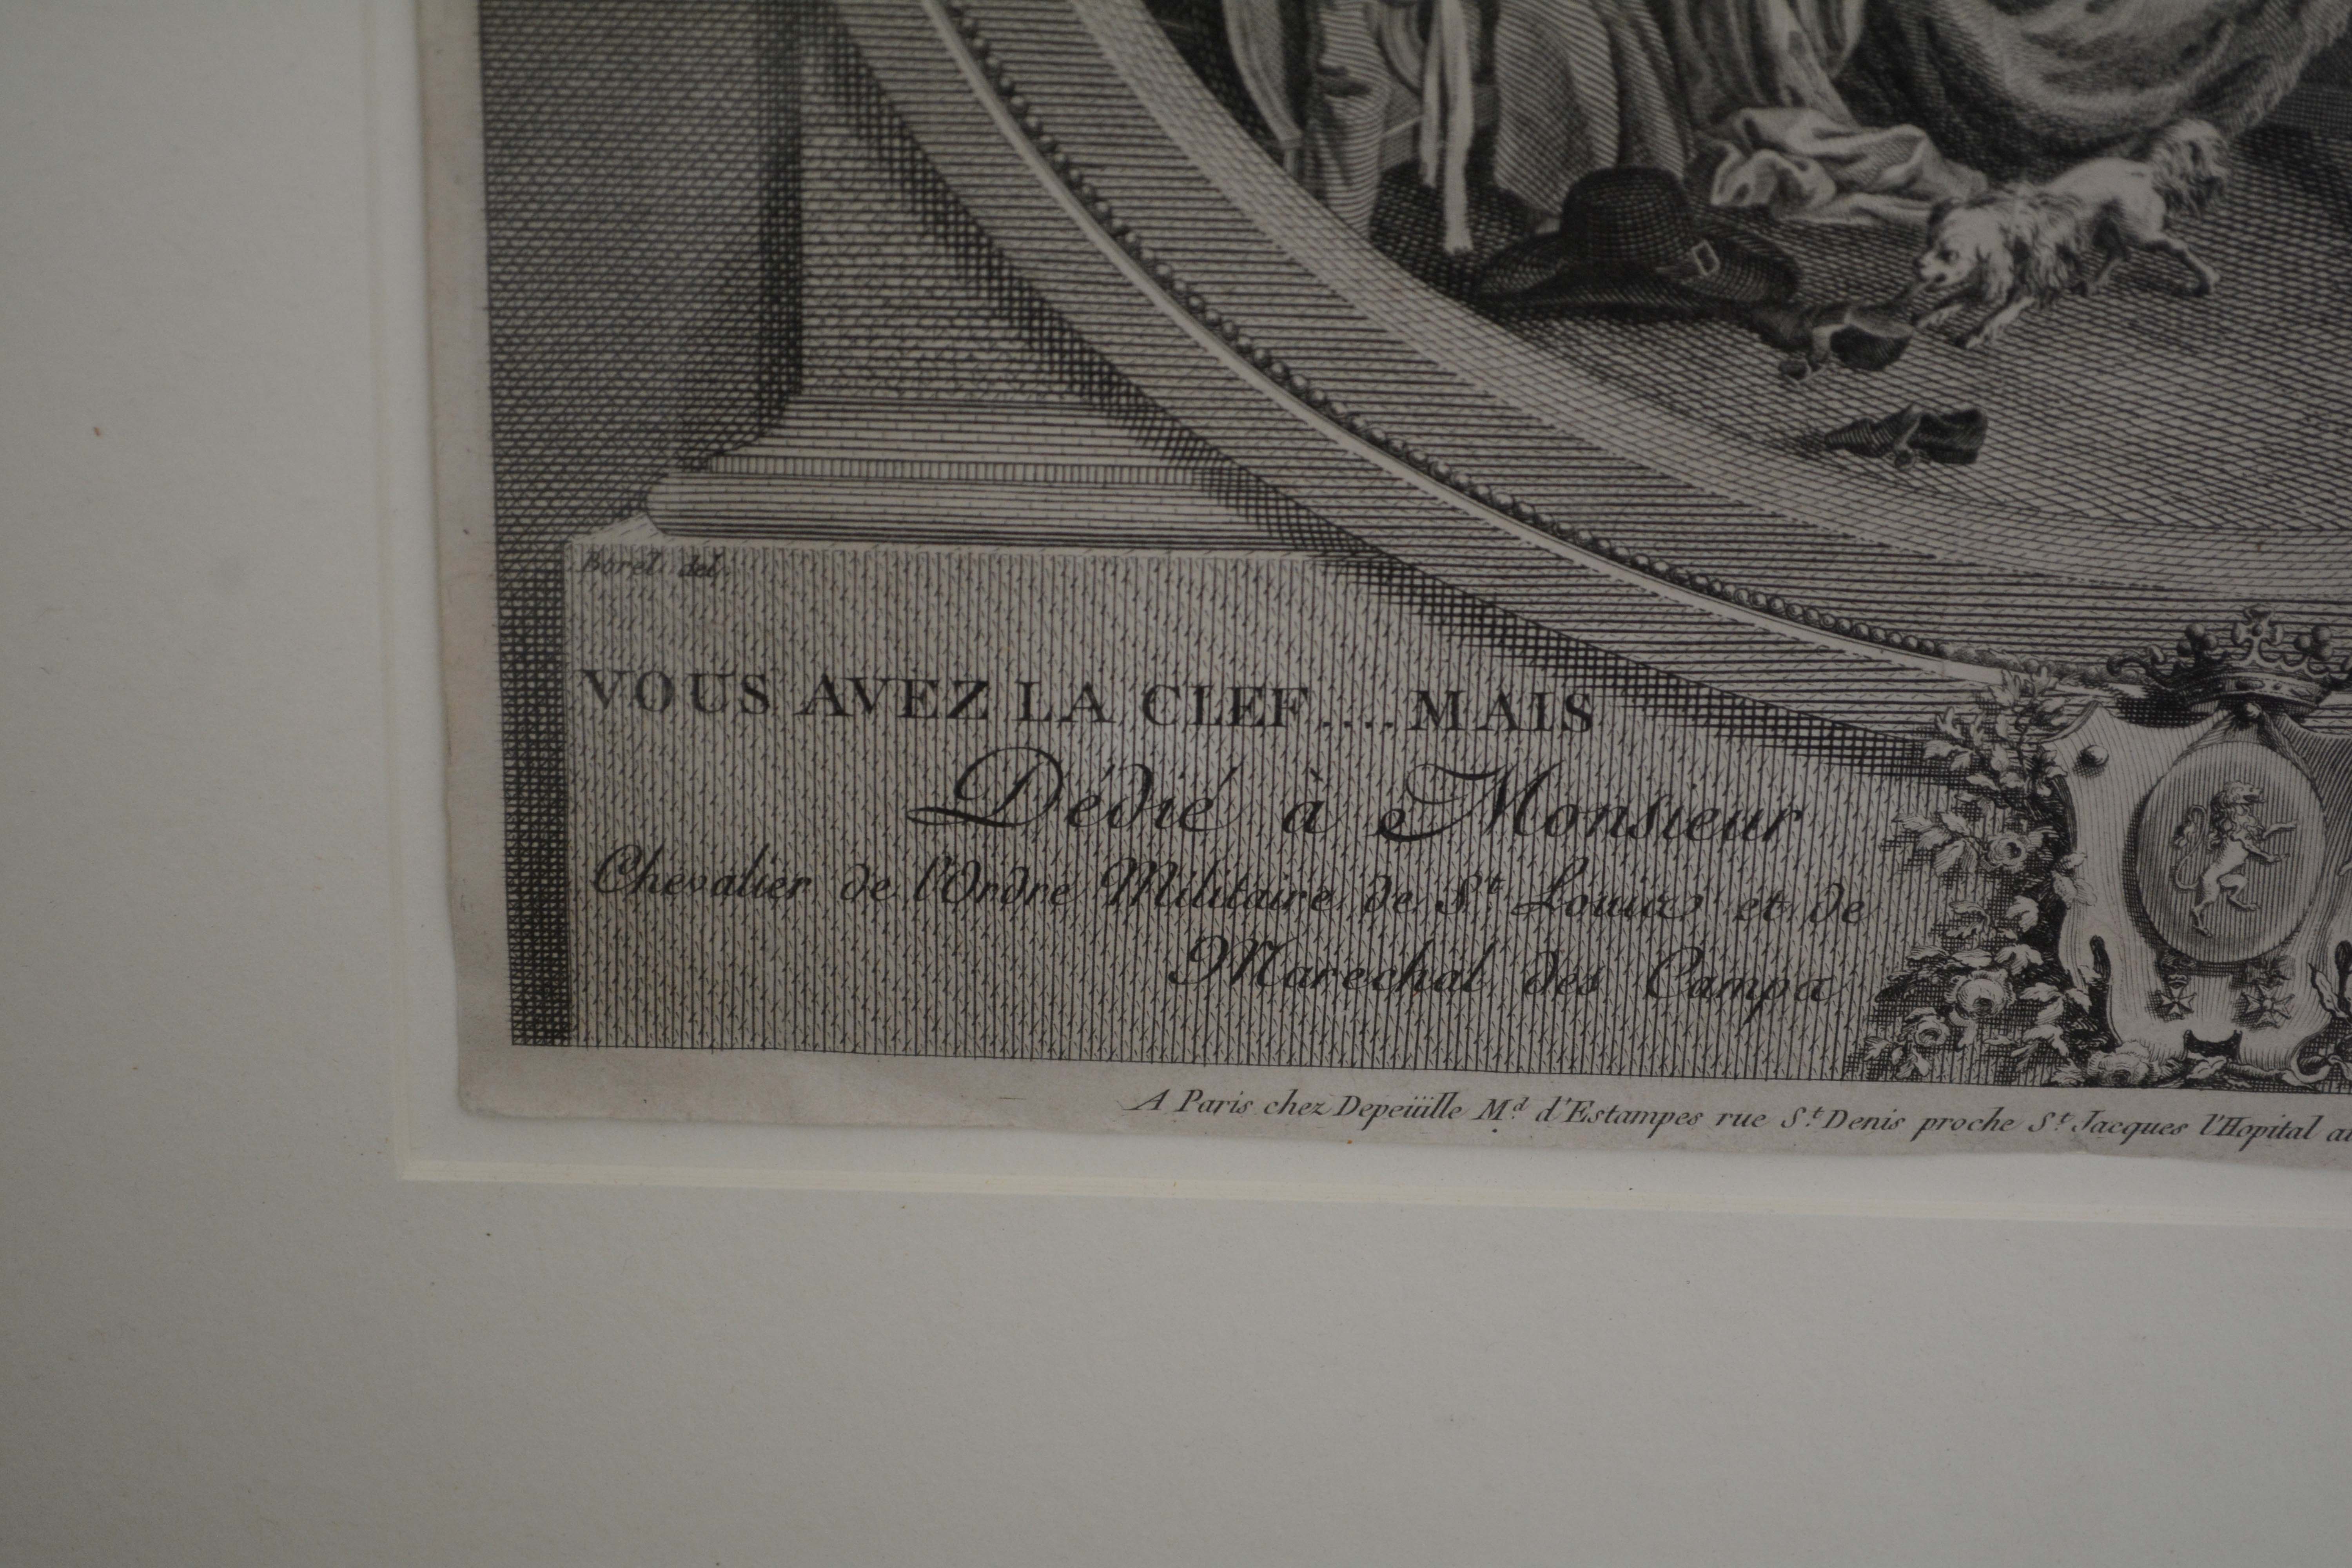 Borel. del.
VOUS AVEZ LA CLEF.... MAIS
Dédié à Monsieur
Chevalier de l'Ordre Militaire de St Louis et de
Marechal des Camps
A Paris chez Depeüille Md d'Estampes rue St Denis proche St Jacques l'Hopital au